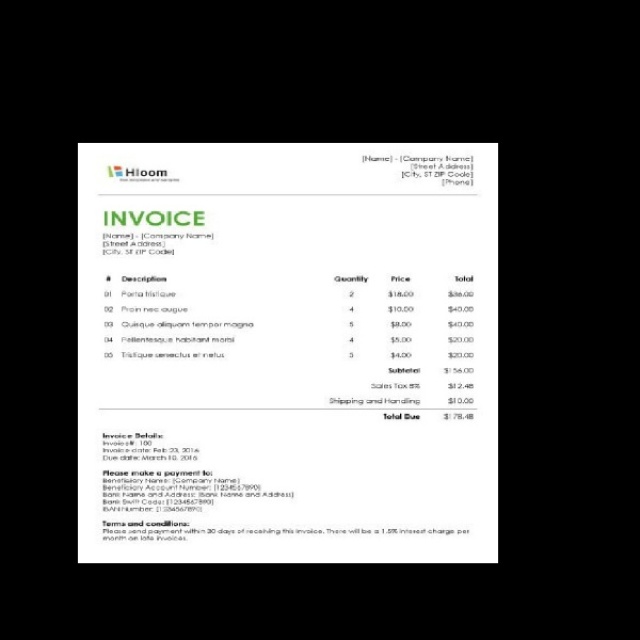 Hloom
[Name] - [Company Name]
[Street Address]
[City, ST ZIP Code]
[Phone]
INVOICE
[Name] - [Company Name]
[Street Address]
[City, ST ZIP Code]
# Description Quantity Price Total
01 Porta tristique 2 $18.00 $36.00
02 Proin nec augue 4 $10.00 $40.00
03 Quisque aliquam tempor magna 5 $8.00 $40.00
04 Pellentesque habitant morbi 4 $5.00 $20.00
05 Tristique senectus et netus 5 $4.00 $20.00
Subtotal $156.00
Sales Tax 8% $12.48
Shipping and Handling $10.00
Total Due $178.48
Invoice Details:
Invoice#: 100
Invoice date: Feb 23, 2016
Due date: March 10, 2016
Please make a payment to:
Beneficiary Name: [Company Name]
Beneficiary Account Number: [1234567890]
Bank Name and Address: [Bank Name and Address]
Bank Swift Code: [1234567890]
IBAN Number: [1234567890]
Terms and conditions:
Please send payment within 30 days of receiving this invoice. There will be a 1.5% interest charge per
month on late invoices.